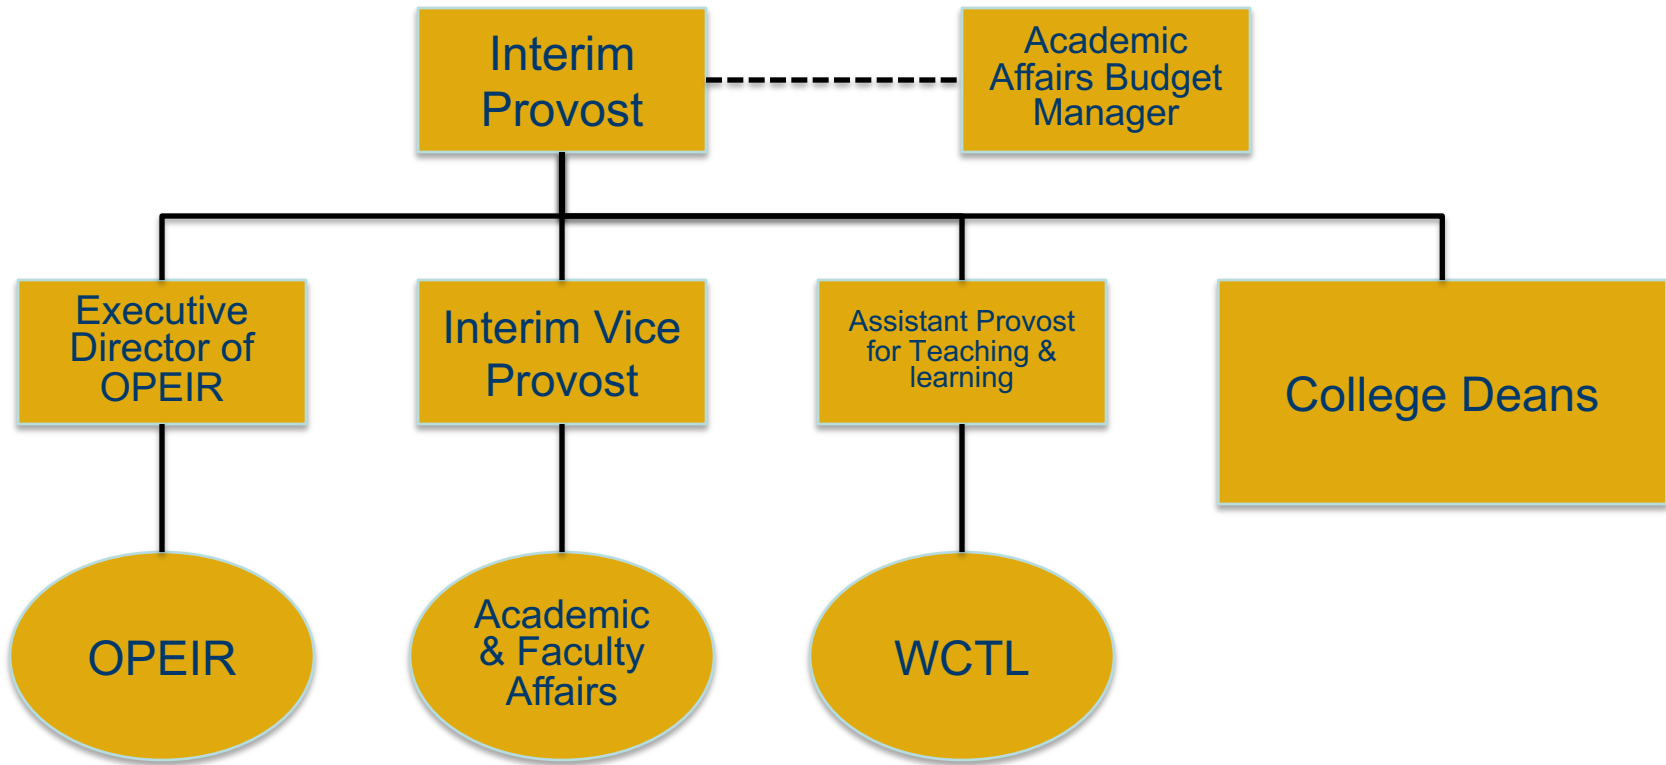 Interim
Provost
Academic
Affairs Budget
Manager
Executive
Director of
OPEIR
Interim Vice
Provost
Assistant Provost
for Teaching &
learning
College Deans
OPEIR
Academic
& Faculty
Affairs
WCTL